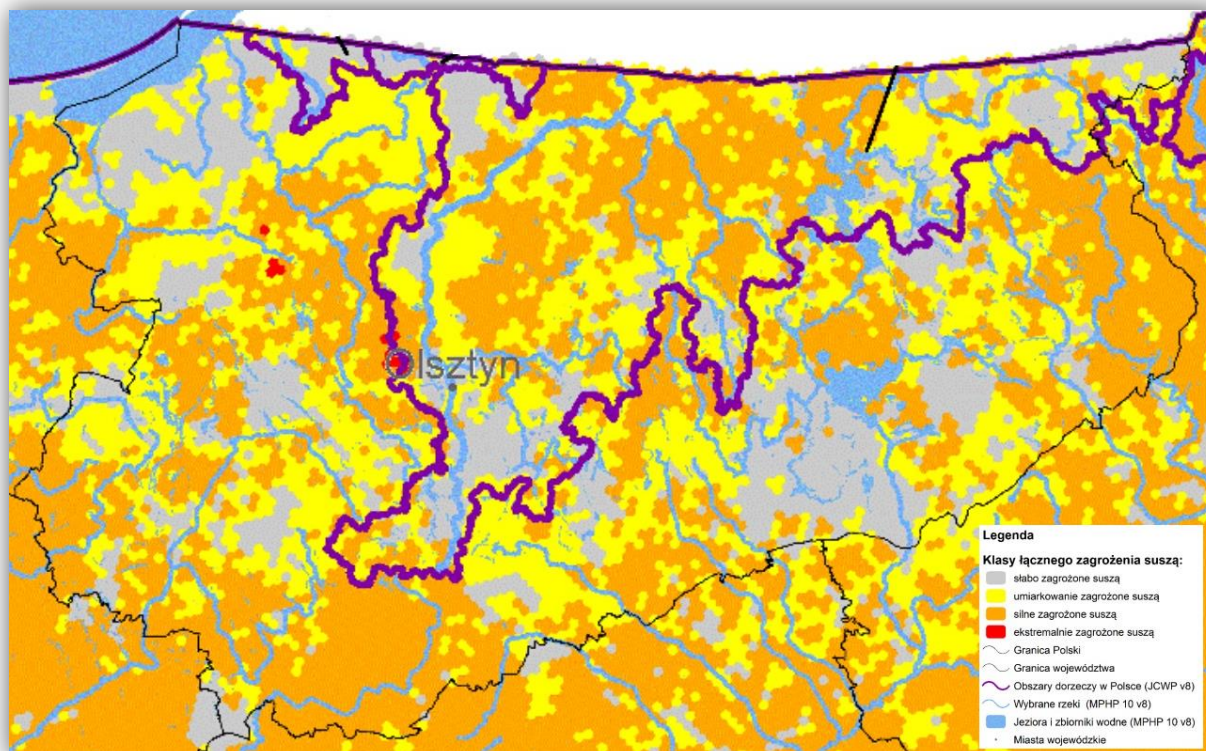 Olsztyn
Legenda
Klasy łącznego zagrożenia suszą:
słabo zagrożone suszą
umiarkowanie zagrożone suszą
silne zagrożone suszą
ekstremalnie zagrożone suszą
Granica Polski
Granica województwa
Obszary dorzeczy w Polsce (JCWP v8)
Wybrane rzeki (MPHP 10 v8)
Jeziora i zbiorniki wodne (MPHP 10 v8)
Miasta wojewódzkie